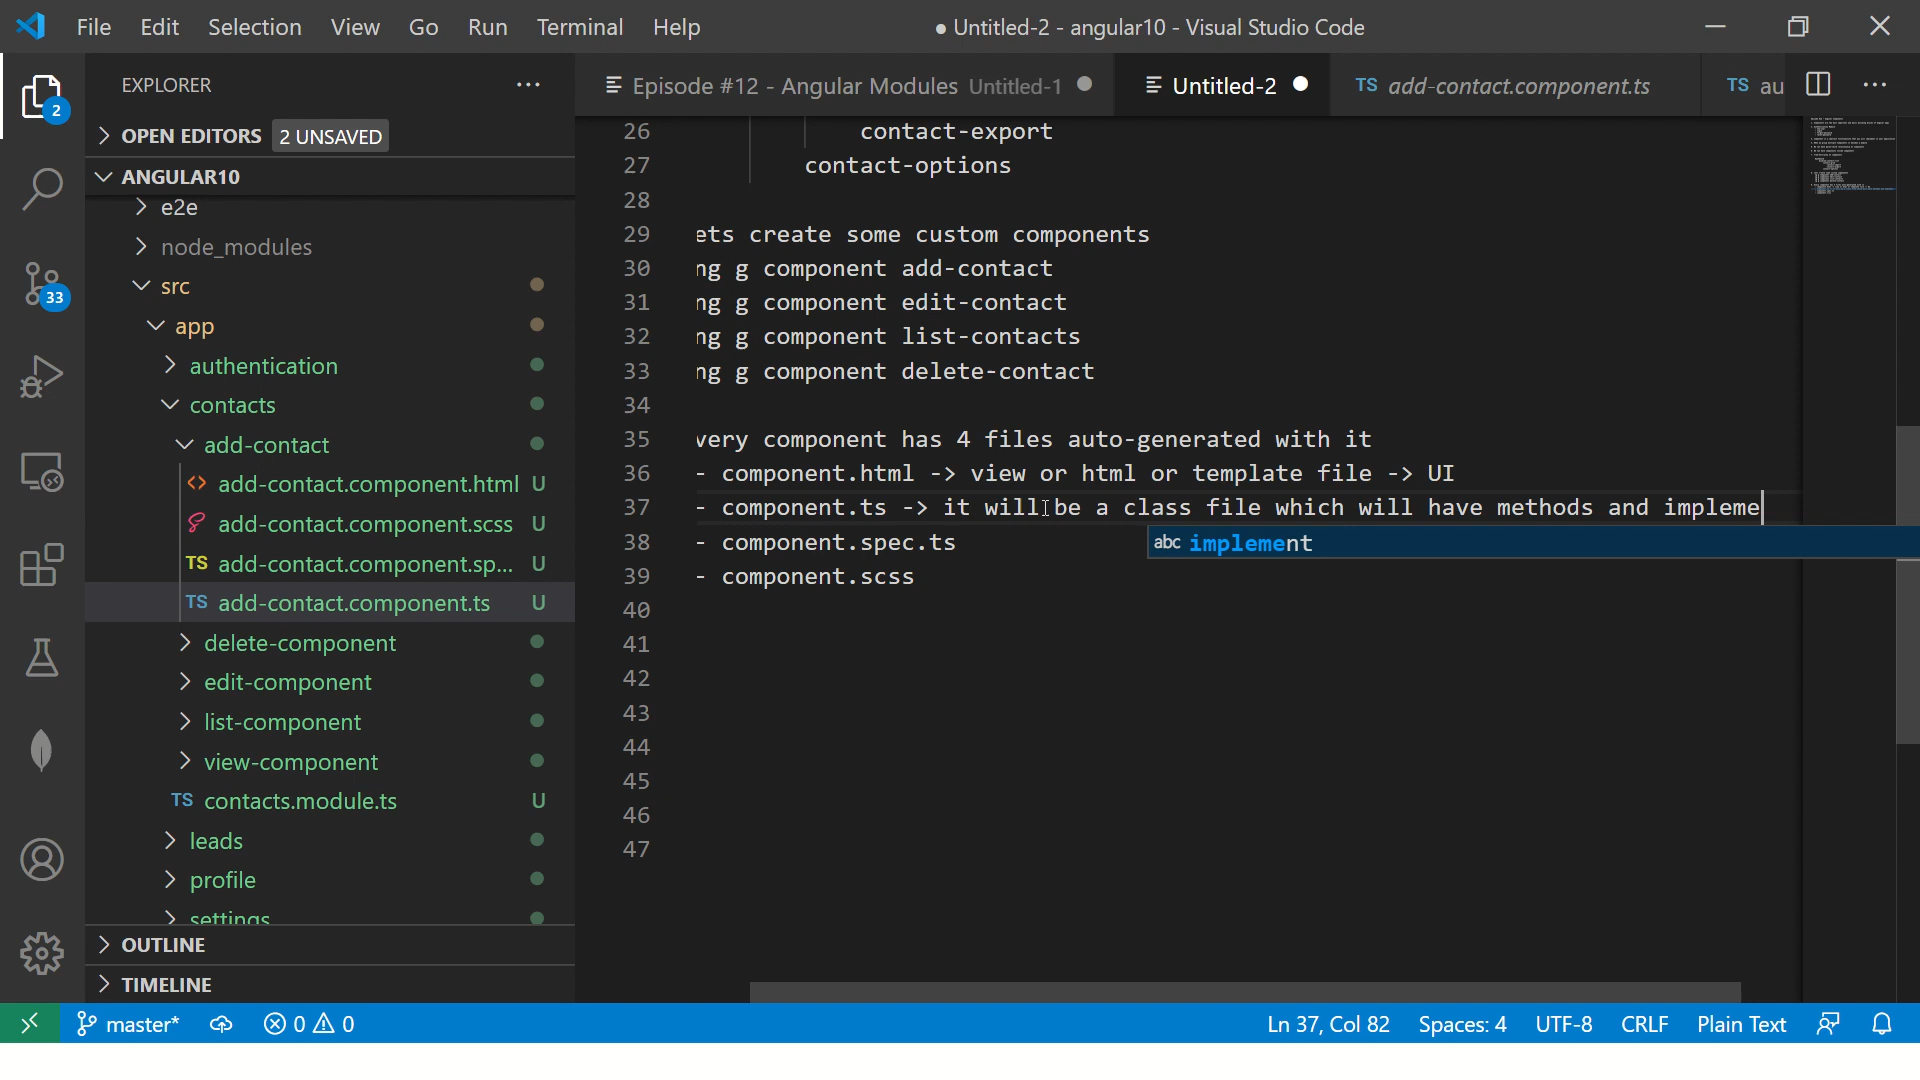 File Edit Selection View Go Run Terminal Help
● Untitled-2 - angular10 - Visual Studio Code
EXPLORER
Episode #12 - Angular Modules Untitled-1
Untitled-2
TS add-contact.component.ts
TS au
2
OPEN EDITORS 2 UNSAVED
ANGULAR10
e2e
node_modules
src
33
app
authentication
contacts
add-contact
<> add-contact.component.html U
add-contact.component.scss U
TS add-contact.component.sp... U
TS add-contact.component.ts U
delete-component
edit-component
list-component
view-component
TS contacts.module.ts U
leads
profile
settings
OUTLINE
TIMELINE
26 contact-export
27 contact-options
28
29 ets create some custom components
30 ng g component add-contact
31 ng g component edit-contact
32 ng g component list-contacts
33 ng g component delete-contact
34
35 very component has 4 files auto-generated with it
36 - component.html -> view or html or template file -> UI
37 - component.ts -> it will be a class file which will have methods and impleme
abc implement
38 - component.spec.ts
39 - component.scss
40
41
42
43
44
45
46
47
master* 0 0
Ln 37, Col 82 Spaces: 4 UTF-8 CRLF Plain Text